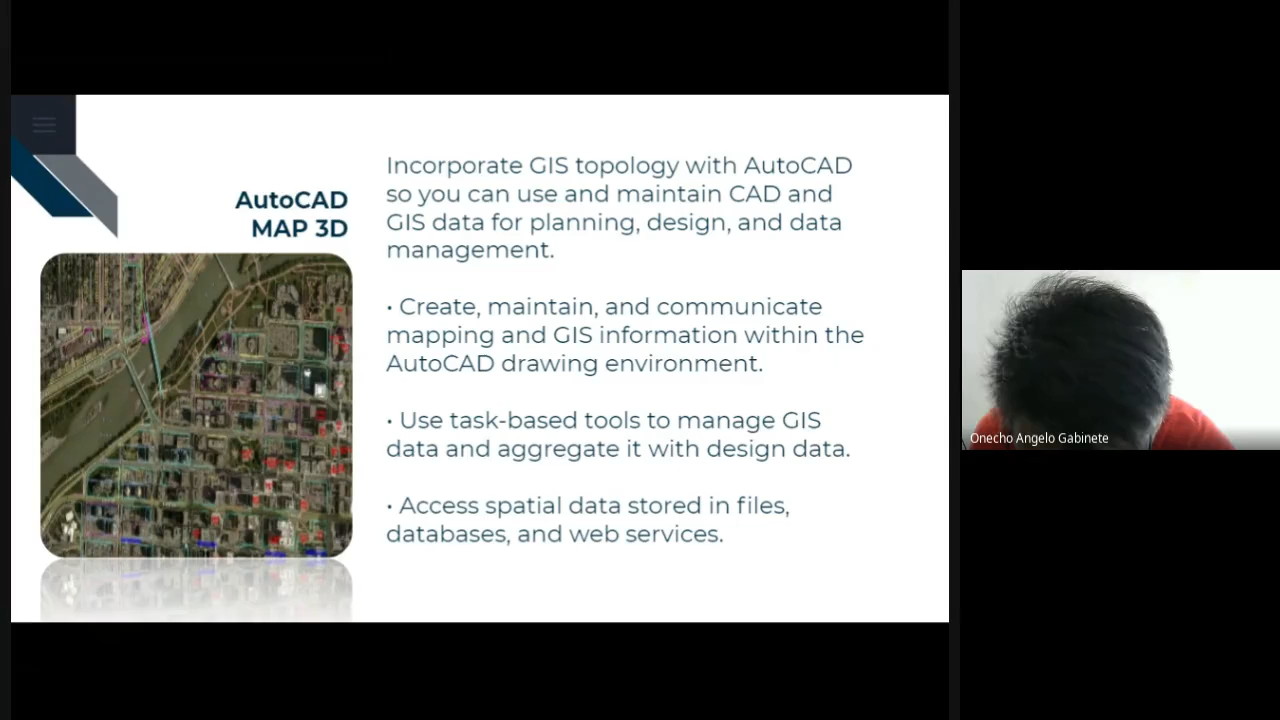 AutoCAD
MAP 3D
Incorporate GIS topology with AutoCAD
so you can use and maintain CAD and
GIS data for planning, design, and data
management.
• Create, maintain, and communicate
mapping and GIS information within the
AutoCAD drawing environment.
• Use task-based tools to manage GIS
data and aggregate it with design data.
• Access spatial data stored in files,
databases, and web services.
Onecho Angelo Gabinete